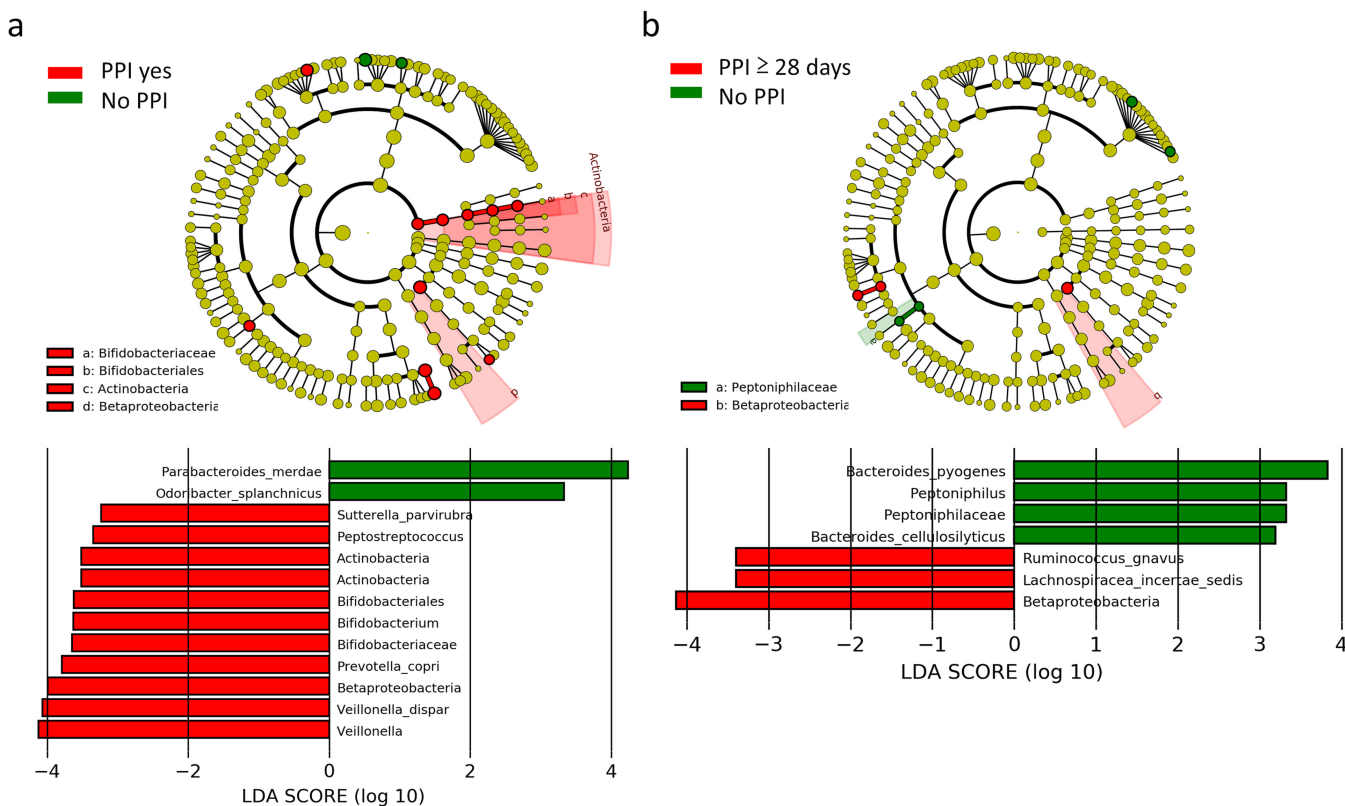 a
PPI yes
No PPI
Actinobacteria
a
b
c
d
a: Bifidobacteriaceae
b: Bifidobacteriales
c: Actinobacteria
d: Betaproteobacteria
Parabacteroides_merdae
Odoribacter_splanchnicus
Sutterella_parvirubra
Peptostreptococcus
Actinobacteria
Actinobacteria
Bifidobacteriales
Bifidobacterium
Bifidobacteriaceae
Prevotella_copri
Betaproteobacteria
Veillonella_dispar
Veillonella
−4 −2 0 2 4
LDA SCORE (log 10)
b
PPI ≥ 28 days
No PPI
a
b
a: Peptoniphilaceae
b: Betaproteobacteria
Bacteroides_pyogenes
Peptoniphilus
Peptoniphilaceae
Bacteroides_cellulosilyticus
Ruminococcus_gnavus
Lachnospiracea_incertae_sedis
Betaproteobacteria
−4 −3 −2 −1 0 1 2 3 4
LDA SCORE (log 10)